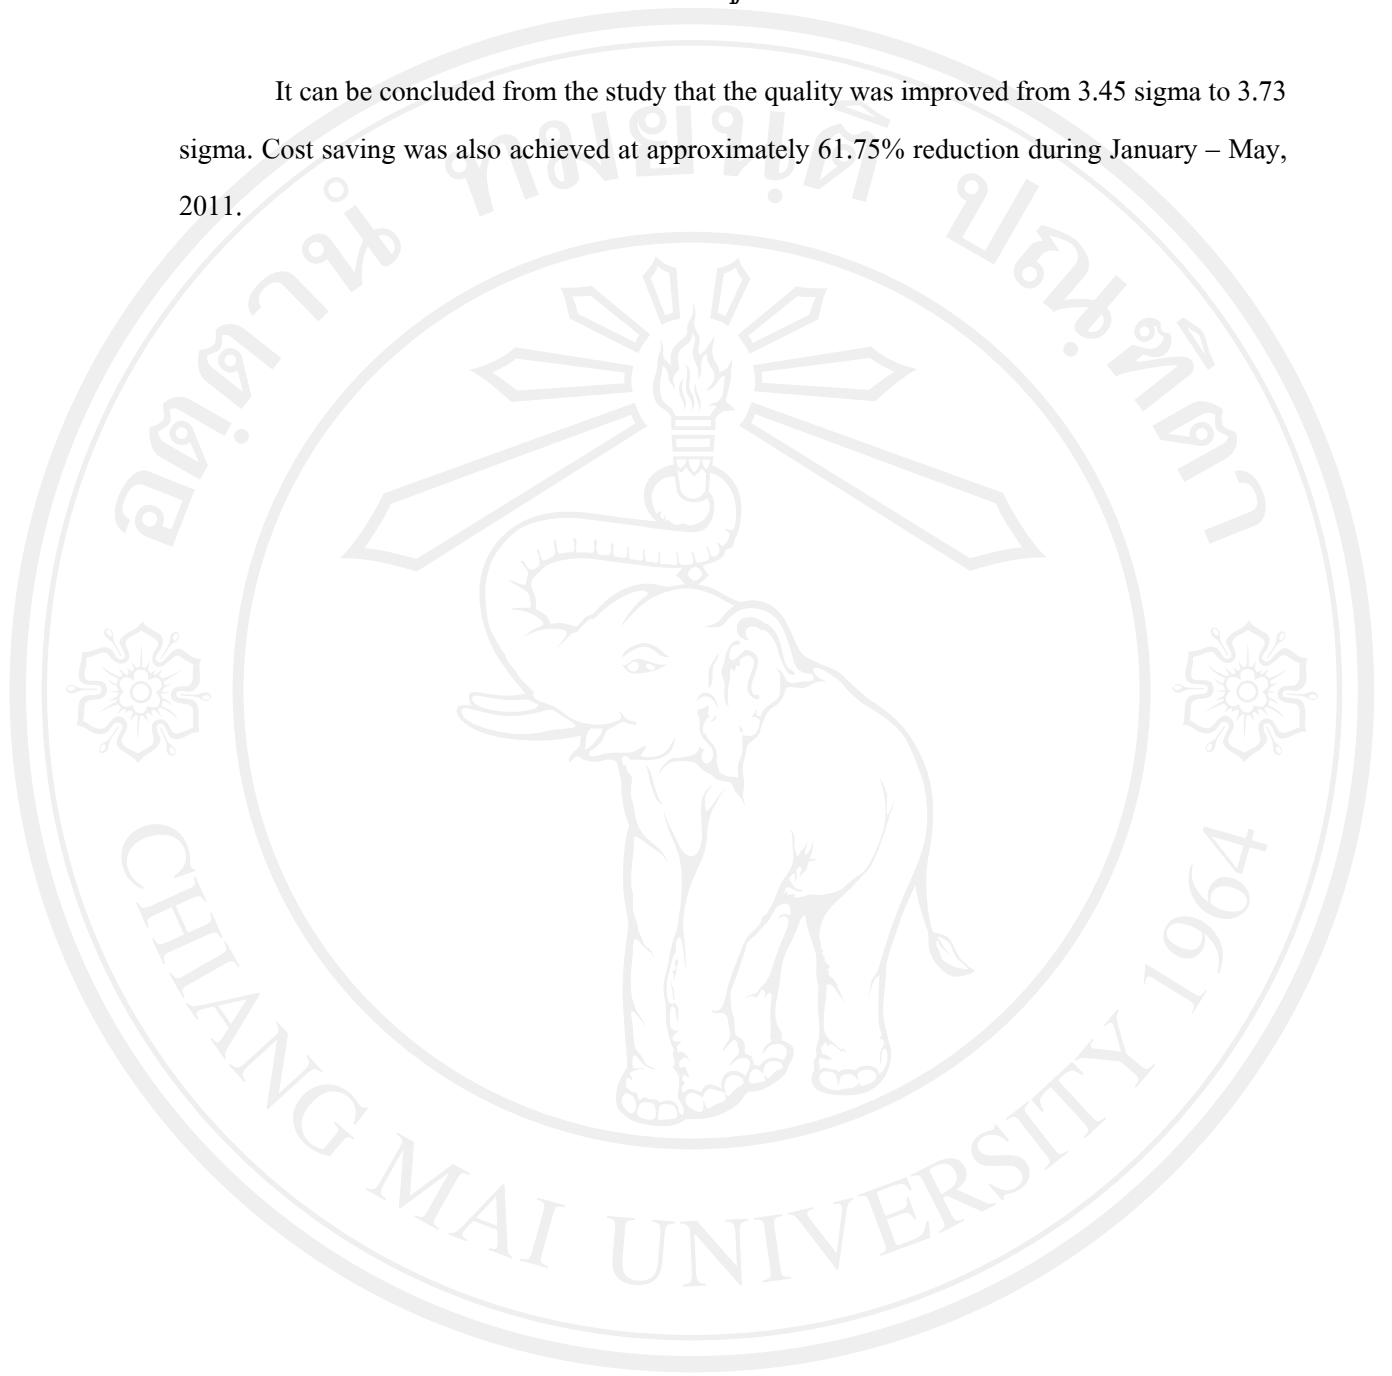 It can be concluded from the study that the quality was improved from 3.45 sigma to 3.73
sigma. Cost saving was also achieved at approximately 61.75% reduction during January – May,
2011.
CHIANG MAI UNIVERSITY 1964